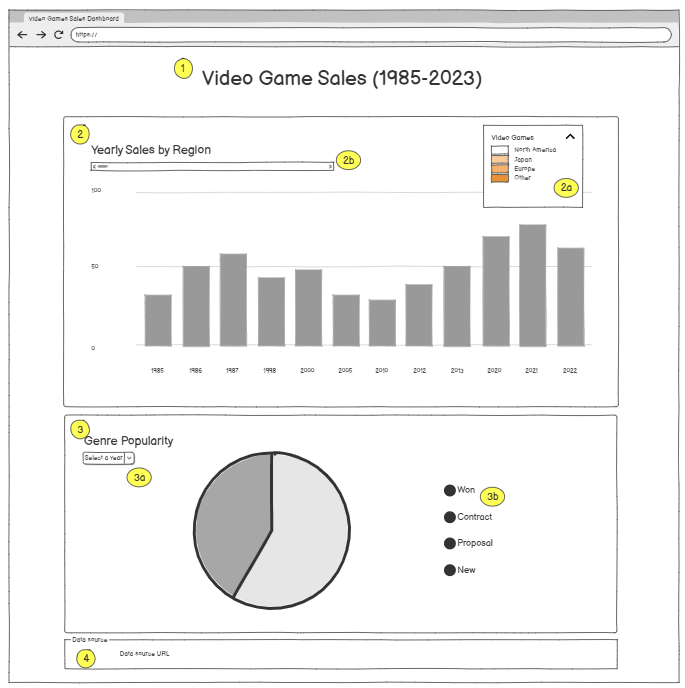 Video Games Sales Dashboard
https://
1
Video Game Sales (1985-2023)
2
Yearly Sales by Region
2b
Video Games
North America
Japan
Europe
Other
2a
100
50
0
1985 1986 1987 1998 2000 2005 2010 2012 2013 2020 2021 2022
3
Genre Popularity
Select a Year
3a
Won
3b
Contract
Proposal
New
Data source
4
Data source URL